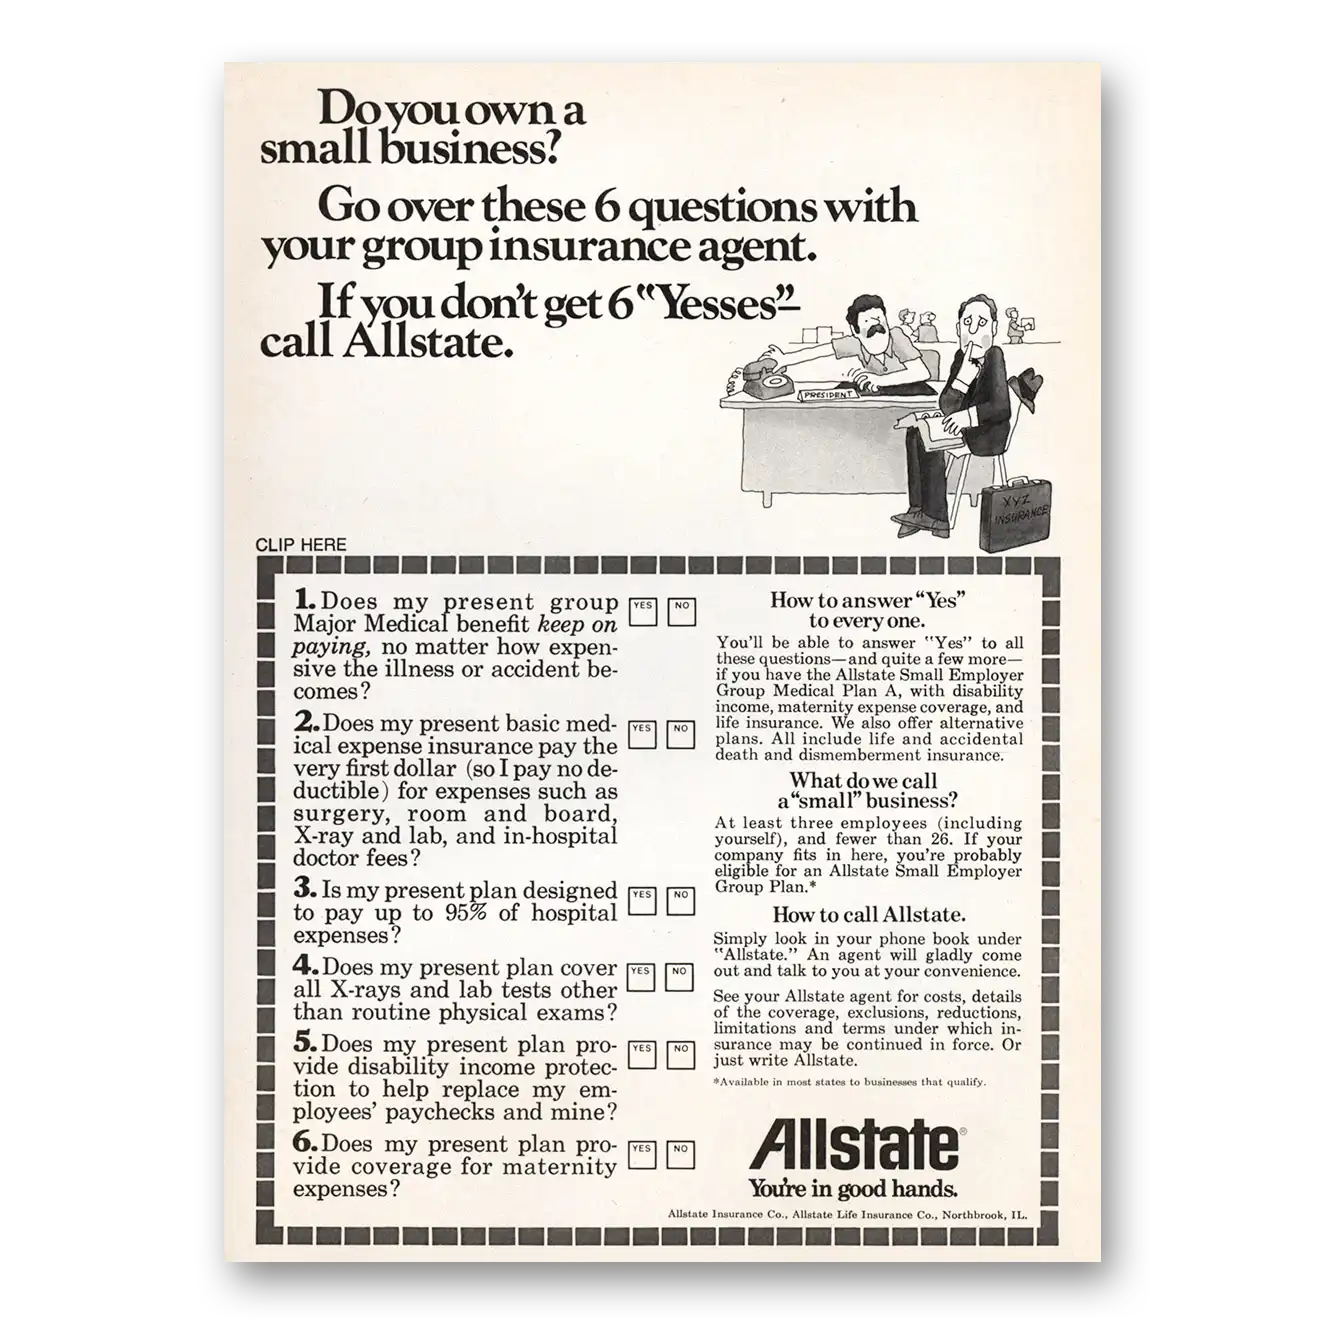 Do you own a
small business?
Go over these 6 questions with
your group insurance agent.
If you don't get 6 “Yesses”–
call Allstate.
PRESIDENT
XYZ
INSURANCE
CLIP HERE
1. Does my present group
Major Medical benefit keep on
paying, no matter how expen-
sive the illness or accident be-
comes?
YES NO
2. Does my present basic med-
ical expense insurance pay the
very first dollar (so I pay no de-
ductible) for expenses such as
surgery, room and board,
X-ray and lab, and in-hospital
doctor fees?
YES NO
3. Is my present plan designed
to pay up to 95% of hospital
expenses?
YES NO
4. Does my present plan cover
all X-rays and lab tests other
than routine physical exams?
YES NO
5. Does my present plan pro-
vide disability income protec-
tion to help replace my em-
ployees' paychecks and mine?
YES NO
6. Does my present plan pro-
vide coverage for maternity
expenses?
YES NO
How to answer “Yes”
to every one.
You'll be able to answer “Yes” to all
these questions—and quite a few more—
if you have the Allstate Small Employer
Group Medical Plan A, with disability
income, maternity expense coverage, and
life insurance. We also offer alternative
plans. All include life and accidental
death and dismemberment insurance.
What do we call
a “small” business?
At least three employees (including
yourself), and fewer than 26. If your
company fits in here, you're probably
eligible for an Allstate Small Employer
Group Plan.*
How to call Allstate.
Simply look in your phone book under
“Allstate.” An agent will gladly come
out and talk to you at your convenience.
See your Allstate agent for costs, details
of the coverage, exclusions, reductions,
limitations and terms under which in-
surance may be continued in force. Or
just write Allstate.
*Available in most states to businesses that qualify.
Allstate®
You're in good hands.
Allstate Insurance Co., Allstate Life Insurance Co., Northbrook, IL.